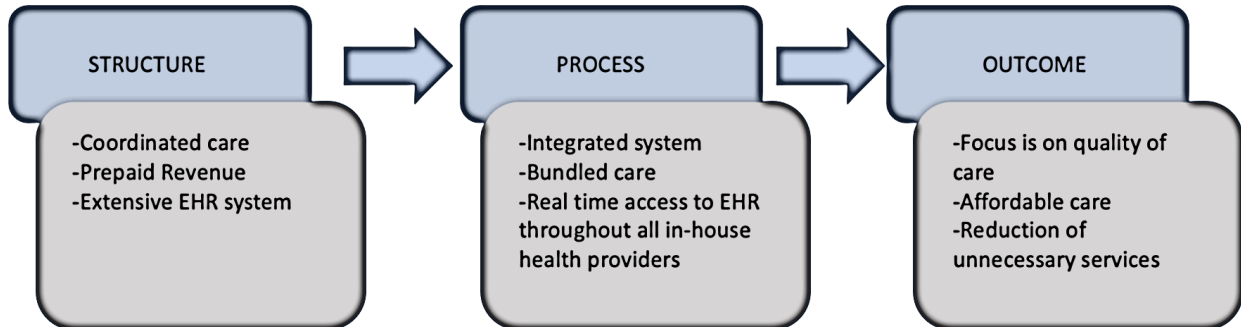 STRUCTURE
-Coordinated care
-Prepaid Revenue
-Extensive EHR system
PROCESS
-Integrated system
-Bundled care
-Real time access to EHR
throughout all in-house
health providers
OUTCOME
-Focus is on quality of
care
-Affordable care
-Reduction of
unnecessary services